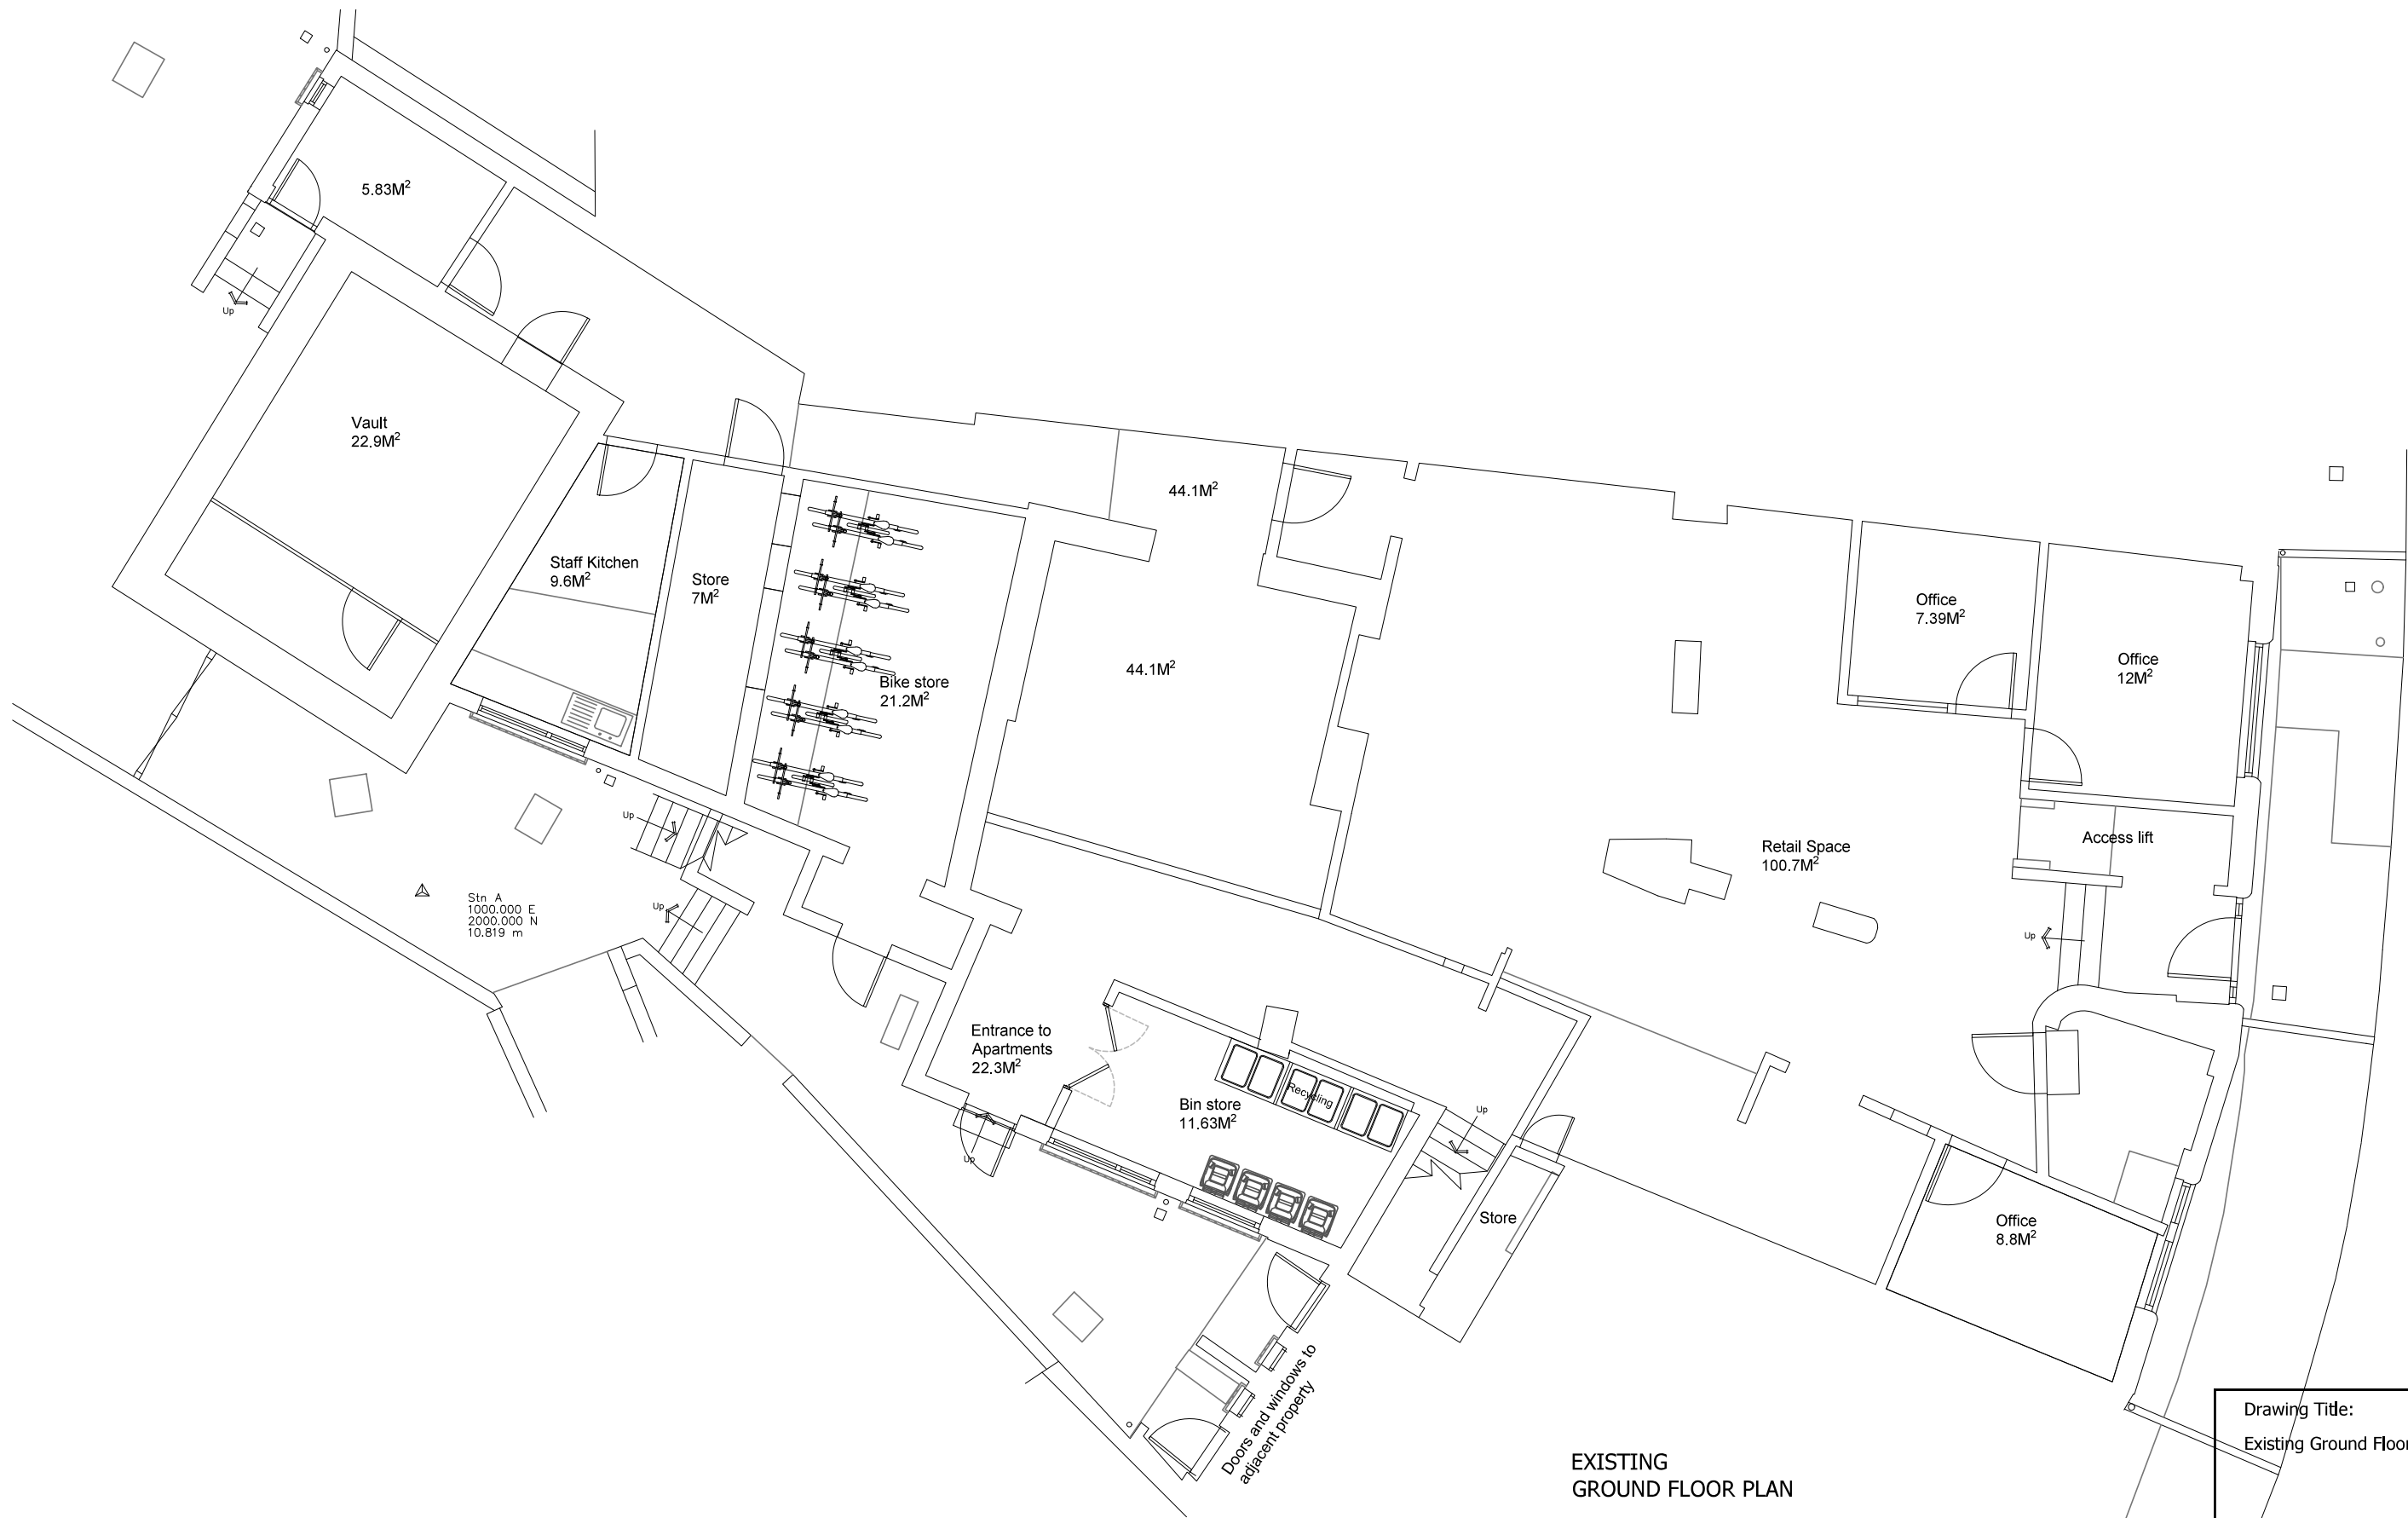 5.83M²
Up
Vault
22.9M²
44.1M²
Staff Kitchen
9.6M²
Store
7M²
Bike store
21.2M²
44.1M²
Office
7.39M²
Office
12M²
Access lift
Retail Space
100.7M²
Up
Up
Up
Stn A
1000.000 E
2000.000 N
10.819 m
Entrance to
Apartments
22.3M²
Recycling
Bin store
11.63M²
Up
Up
Store
Office
8.8M²
Doors and windows to
adjacent property
EXISTING
GROUND FLOOR PLAN
Drawing Title:
Existing Ground Floor